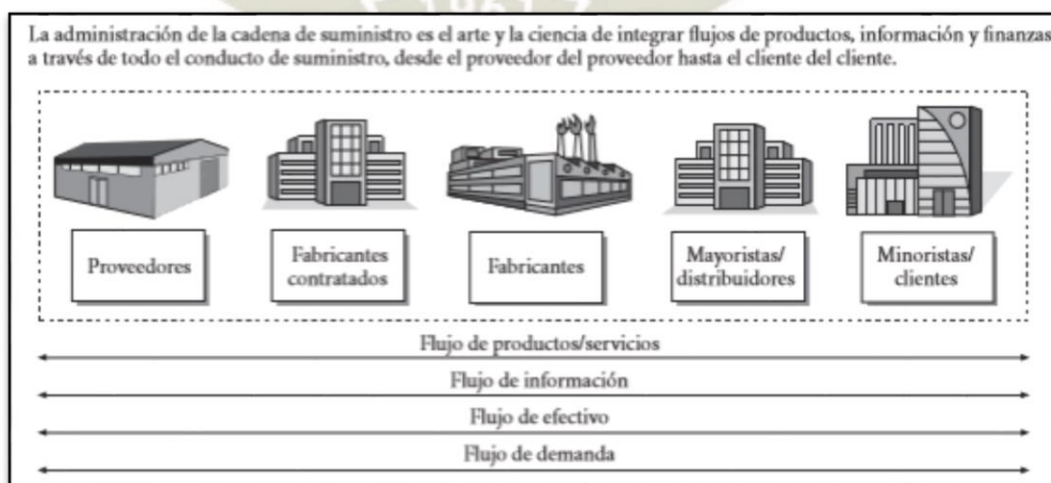 La administración de la cadena de suministro es el arte y la ciencia de integrar flujos de productos, información y finanzas
a través de todo el conducto de suministro, desde el proveedor del proveedor hasta el cliente del cliente.
Proveedores
Fabricantes
contratados
Fabricantes
Mayoristas/
distribuidores
Minoristas/
clientes
Flujo de productos/servicios
Flujo de información
Flujo de efectivo
Flujo de demanda